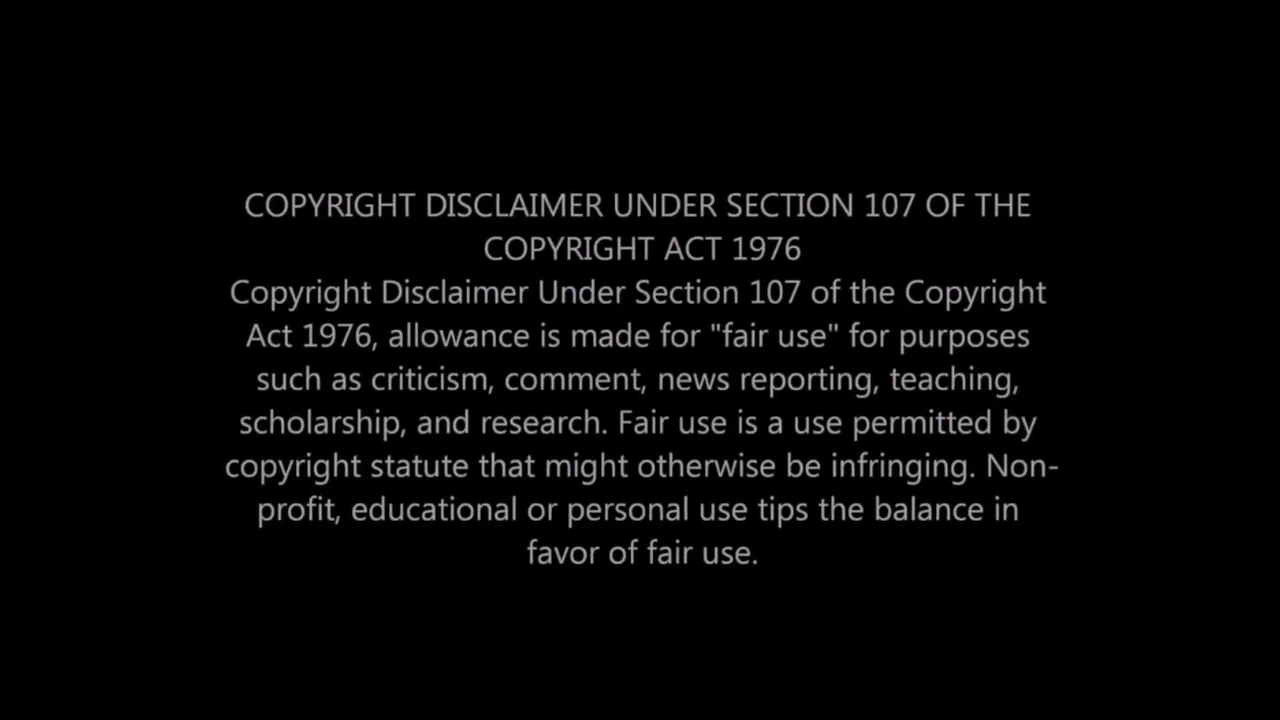 COPYRIGHT DISCLAIMER UNDER SECTION 107 OF THE
COPYRIGHT ACT 1976
Copyright Disclaimer Under Section 107 of the Copyright
Act 1976, allowance is made for "fair use" for purposes
such as criticism, comment, news reporting, teaching,
scholarship, and research. Fair use is a use permitted by
copyright statute that might otherwise be infringing. Non-
profit, educational or personal use tips the balance in
favor of fair use.